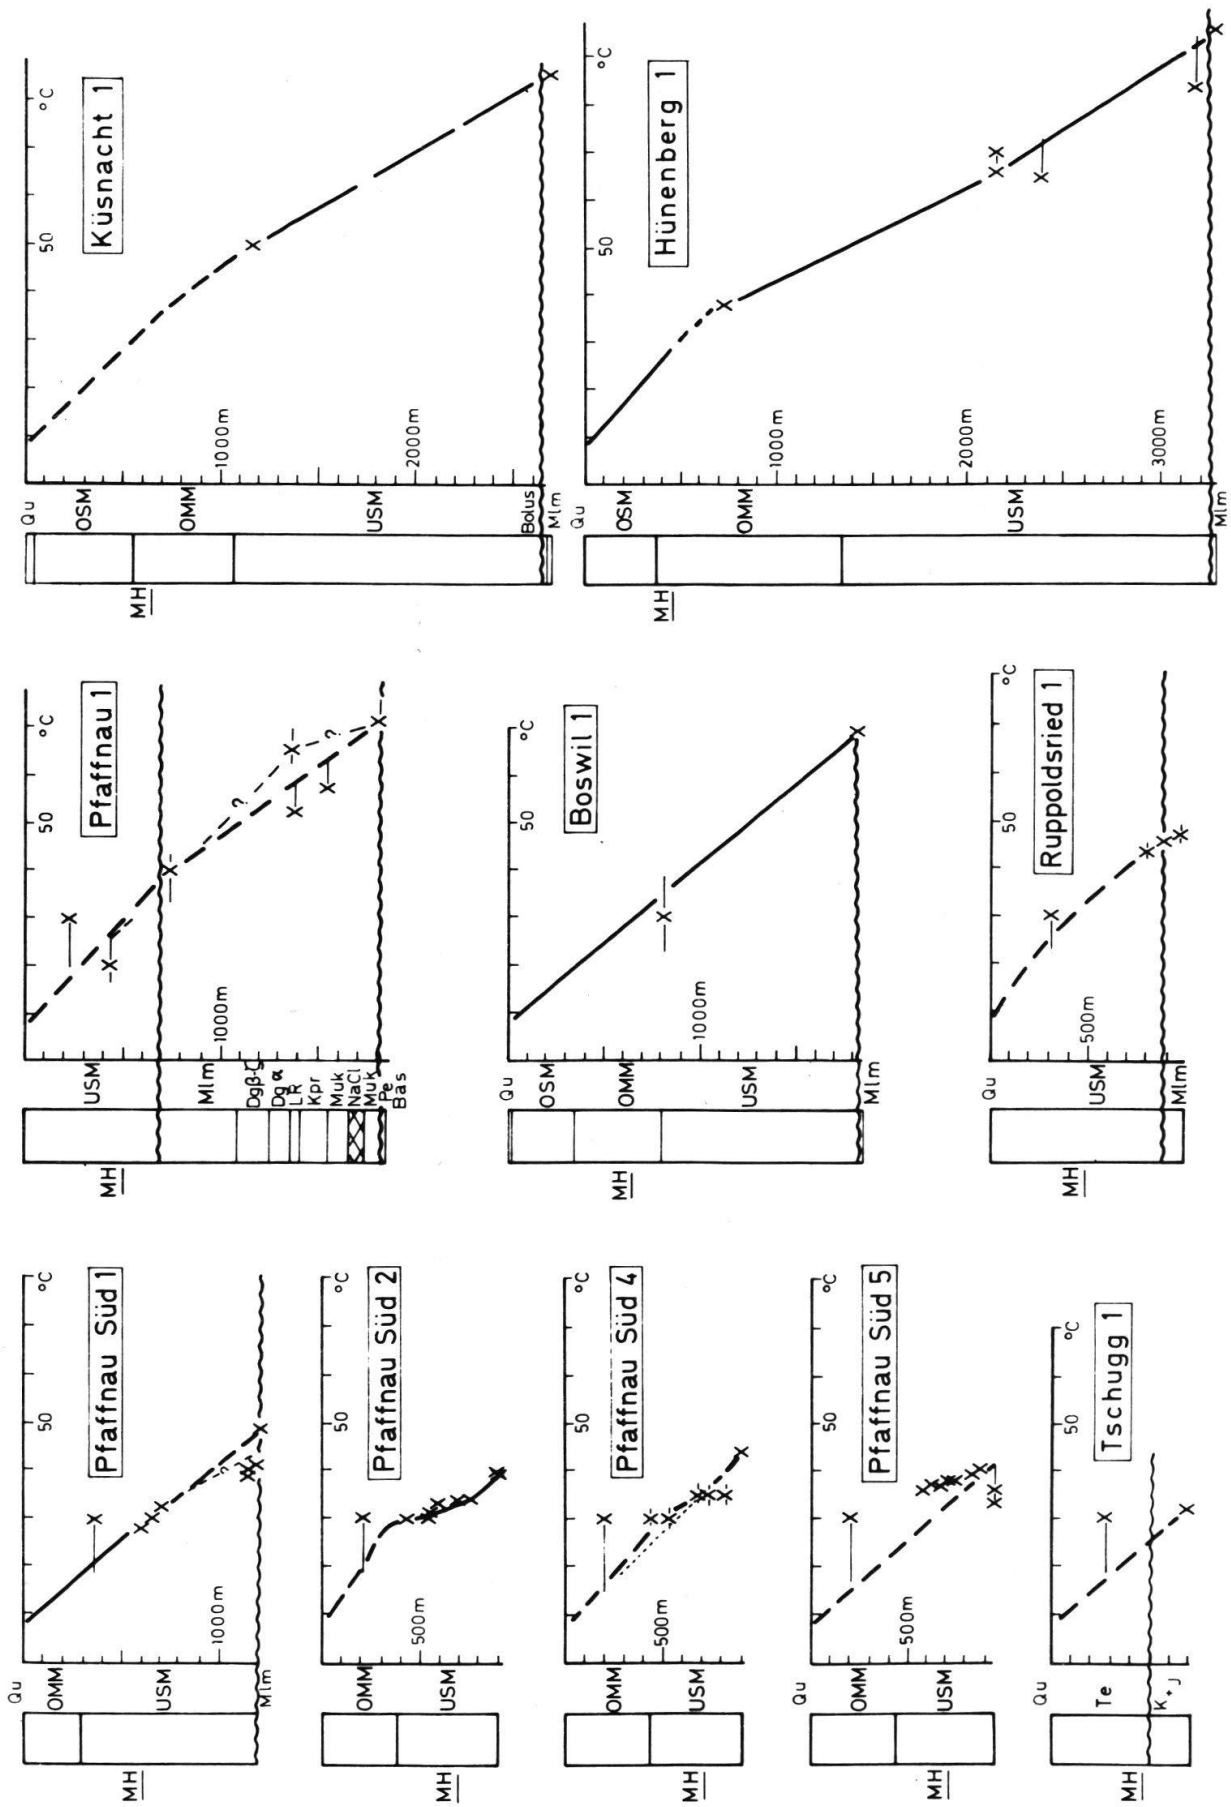 Küsnacht 1
°C
50
1000m
2000m
Qu
OSM
OMM
USM
Bolus
Mlm
MH
Hünenberg 1
°C
50
1000m
2000m
3000m
Qu
OSM
OMM
USM
Mlm
MH
Pfaffnau 1
°C
50
1000m
?
?
USM
Mlm
Dgβ-ζ
Dg α
LR
Kpr
Muk
NaCl
Muk
Pe
Bas
MH
Boswil 1
°C
50
1000m
Qu
OSM
OMM
USM
Mlm
MH
Ruppoldsried 1
°C
50
500m
Qu
USM
Mlm
MH
Pfaffnau Süd 1
°C
50
1000m
?
Qu
OMM
USM
Mlm
MH
Pfaffnau Süd 2
°C
50
500m
OMM
USM
MH
Pfaffnau Süd 4
°C
50
500m
OMM
USM
MH
Pfaffnau Süd 5
°C
50
500m
Qu
OMM
USM
MH
Tschugg 1
°C
50
Qu
Te
K+J
MH